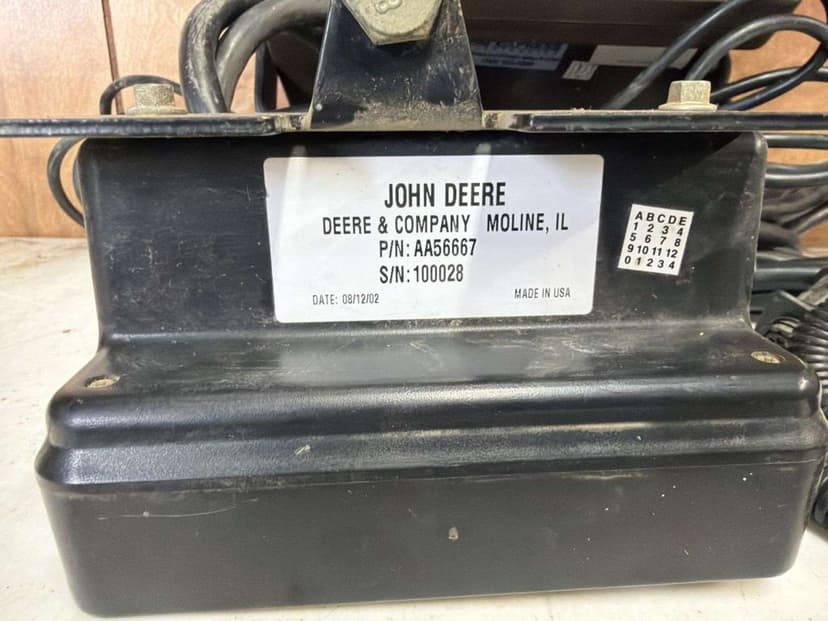 8
JOHN DEERE
DEERE & COMPANY MOLINE, IL
P/N: AA56667
S/N: 100028
DATE: 08/12/02 MADE IN USA
A B C D E
1 2 3 4
5 6 7 8
9 10 11 12
0 1 2 3 4